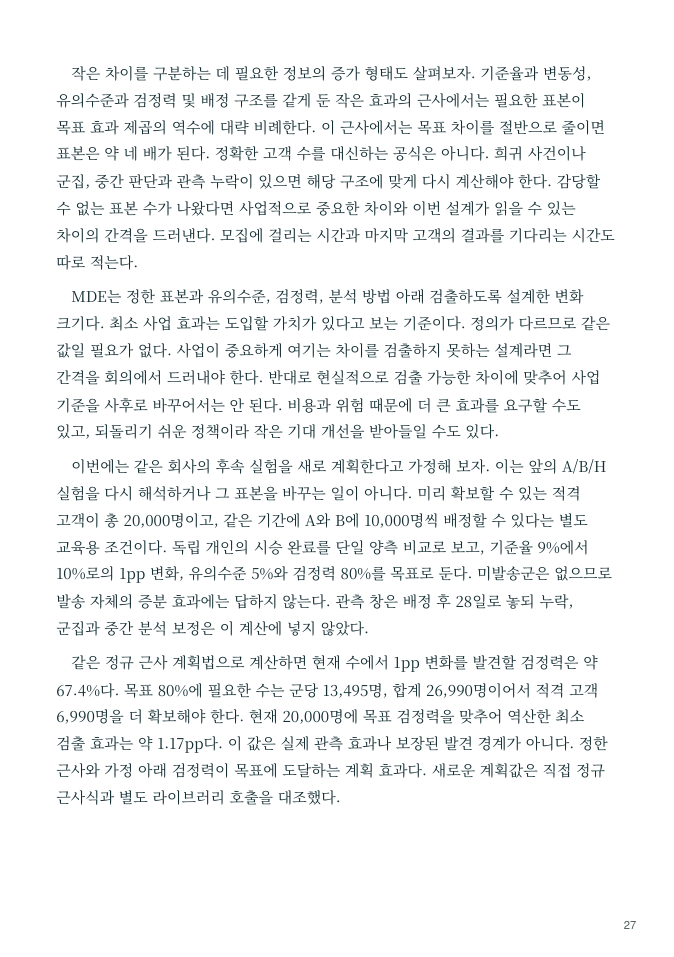 작은 차이를 구분하는 데 필요한 정보의 증가 형태도 살펴보자. 기준율과 변동성,
유의수준과 검정력 및 배정 구조를 같게 둔 작은 효과의 근사에서는 필요한 표본이
목표 효과 제곱의 역수에 대략 비례한다. 이 근사에서는 목표 차이를 절반으로 줄이면
표본은 약 네 배가 된다. 정확한 고객 수를 대신하는 공식은 아니다. 희귀 사건이나
군집, 중간 판단과 관측 누락이 있으면 해당 구조에 맞게 다시 계산해야 한다. 감당할
수 없는 표본 수가 나왔다면 사업적으로 중요한 차이와 이번 설계가 읽을 수 있는
차이의 간격을 드러낸다. 모집에 걸리는 시간과 마지막 고객의 결과를 기다리는 시간도
따로 적는다.
MDE는 정한 표본과 유의수준, 검정력, 분석 방법 아래 검출하도록 설계한 변화
크기다. 최소 사업 효과는 도입할 가치가 있다고 보는 기준이다. 정의가 다르므로 같은
값일 필요가 없다. 사업이 중요하게 여기는 차이를 검출하지 못하는 설계라면 그
간격을 회의에서 드러내야 한다. 반대로 현실적으로 검출 가능한 차이에 맞추어 사업
기준을 사후로 바꾸어서는 안 된다. 비용과 위험 때문에 더 큰 효과를 요구할 수도
있고, 되돌리기 쉬운 정책이라 작은 기대 개선을 받아들일 수도 있다.
이번에는 같은 회사의 후속 실험을 새로 계획한다고 가정해 보자. 이는 앞의 A/B/H
실험을 다시 해석하거나 그 표본을 바꾸는 일이 아니다. 미리 확보할 수 있는 적격
고객이 총 20,000명이고, 같은 기간에 A와 B에 10,000명씩 배정할 수 있다는 별도
교육용 조건이다. 독립 개인의 시승 완료를 단일 양측 비교로 보고, 기준율 9%에서
10%로의 1pp 변화, 유의수준 5%와 검정력 80%를 목표로 둔다. 미발송군은 없으므로
발송 자체의 증분 효과에는 답하지 않는다. 관측 창은 배정 후 28일로 놓되 누락,
군집과 중간 분석 보정은 이 계산에 넣지 않았다.
같은 정규 근사 계획법으로 계산하면 현재 수에서 1pp 변화를 발견할 검정력은 약
67.4%다. 목표 80%에 필요한 수는 군당 13,495명, 합계 26,990명이어서 적격 고객
6,990명을 더 확보해야 한다. 현재 20,000명에 목표 검정력을 맞추어 역산한 최소
검출 효과는 약 1.17pp다. 이 값은 실제 관측 효과나 보장된 발견 경계가 아니다. 정한
근사와 가정 아래 검정력이 목표에 도달하는 계획 효과다. 새로운 계획값은 직접 정규
근사식과 별도 라이브러리 호출을 대조했다.
27